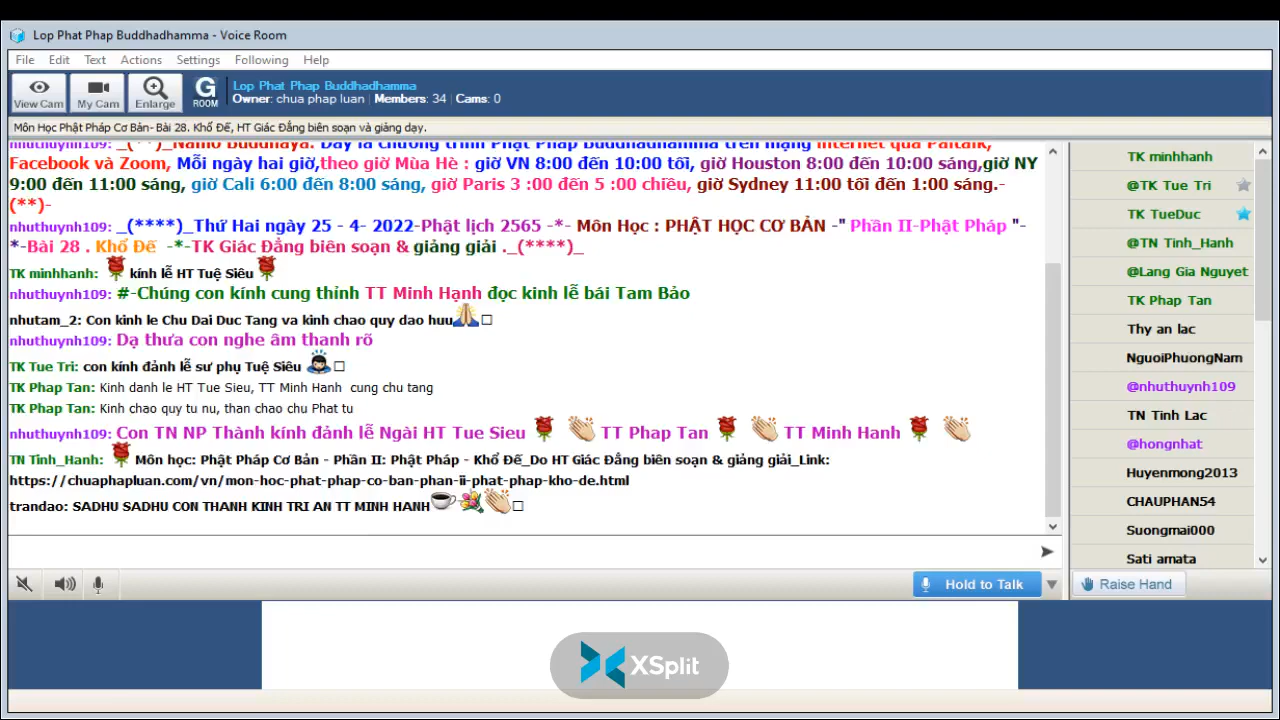 Lop Phat Phap Buddhadhamma - Voice Room
File Edit Text Actions Settings Following Help
View Cam My Cam Enlarge G ROOM Lop Phat Phap Buddhadhamma
Owner: chua phap luan | Members: 34 | Cams: 0
Môn Học Phật Pháp Cơ Bản- Bài 28. Khổ Đế, HT Giác Đẳng biên soạn và giảng dạy.
nhuthuynh109: _(**)_Namo Buddhaya. Đây là chương trình Phật Pháp Buddhadhamma trên mạng internet qua Paltalk,
Facebook và Zoom, Mỗi ngày hai giờ,theo giờ Mùa Hè : giờ VN 8:00 đến 10:00 tối, giờ Houston 8:00 đến 10:00 sáng,giờ NY
9:00 đến 11:00 sáng, giờ Cali 6:00 đến 8:00 sáng, giờ Paris 3 :00 đến 5 :00 chiều, giờ Sydney 11:00 tối đến 1:00 sáng.-
(**)-
nhuthuynh109: _(****)_Thứ Hai ngày 25 - 4- 2022-Phật lịch 2565 -*- Môn Học : PHẬT HỌC CƠ BẢN -" Phần II-Phật Pháp "-
*-Bài 28 . Khổ Đế -*-TK Giác Đẳng biên soạn & giảng giải ._(****)_
TK minhhanh: kính lễ HT Tuệ Siêu
nhuthuynh109: #-Chúng con kính cung thỉnh TT Minh Hạnh đọc kinh lễ bái Tam Bảo
nhutam_2: Con kinh le Chu Dai Duc Tang va kinh chao quy dao huu
nhuthuynh109: Dạ thưa con nghe âm thanh rõ
TK Tue Tri: con kính đảnh lễ sư phụ Tuệ Siêu
TK Phap Tan: Kinh danh le HT Tue Sieu, TT Minh Hanh cung chu tang
TK Phap Tan: Kinh chao quy tu nu, than chao chu Phat tu
nhuthuynh109: Con TN NP Thành kính đảnh lễ Ngài HT Tue Sieu TT Phap Tan TT Minh Hanh
TN Tinh_Hanh: Môn học: Phật Pháp Cơ Bản - Phần II: Phật Pháp - Khổ Đế_Do HT Giác Đẳng biên soạn & giảng giải_Link:
https://chuaphapluan.com/vn/mon-hoc-phat-phap-co-ban-phan-ii-phat-phap-kho-de.html
trandao: SADHU SADHU CON THANH KINH TRI AN TT MINH HANH
TK minhhanh
@TK Tue Tri
TK TueDuc
@TN Tinh_Hanh
@Lang Gia Nguyet
TK Phap Tan
Thy an lac
NguoiPhuongNam
@nhuthuynh109
TN Tinh Lac
@hongnhat
Huyenmong2013
CHAUPHAN54
Suongmai000
Sati amata
Hold to Talk
Raise Hand
XSplit